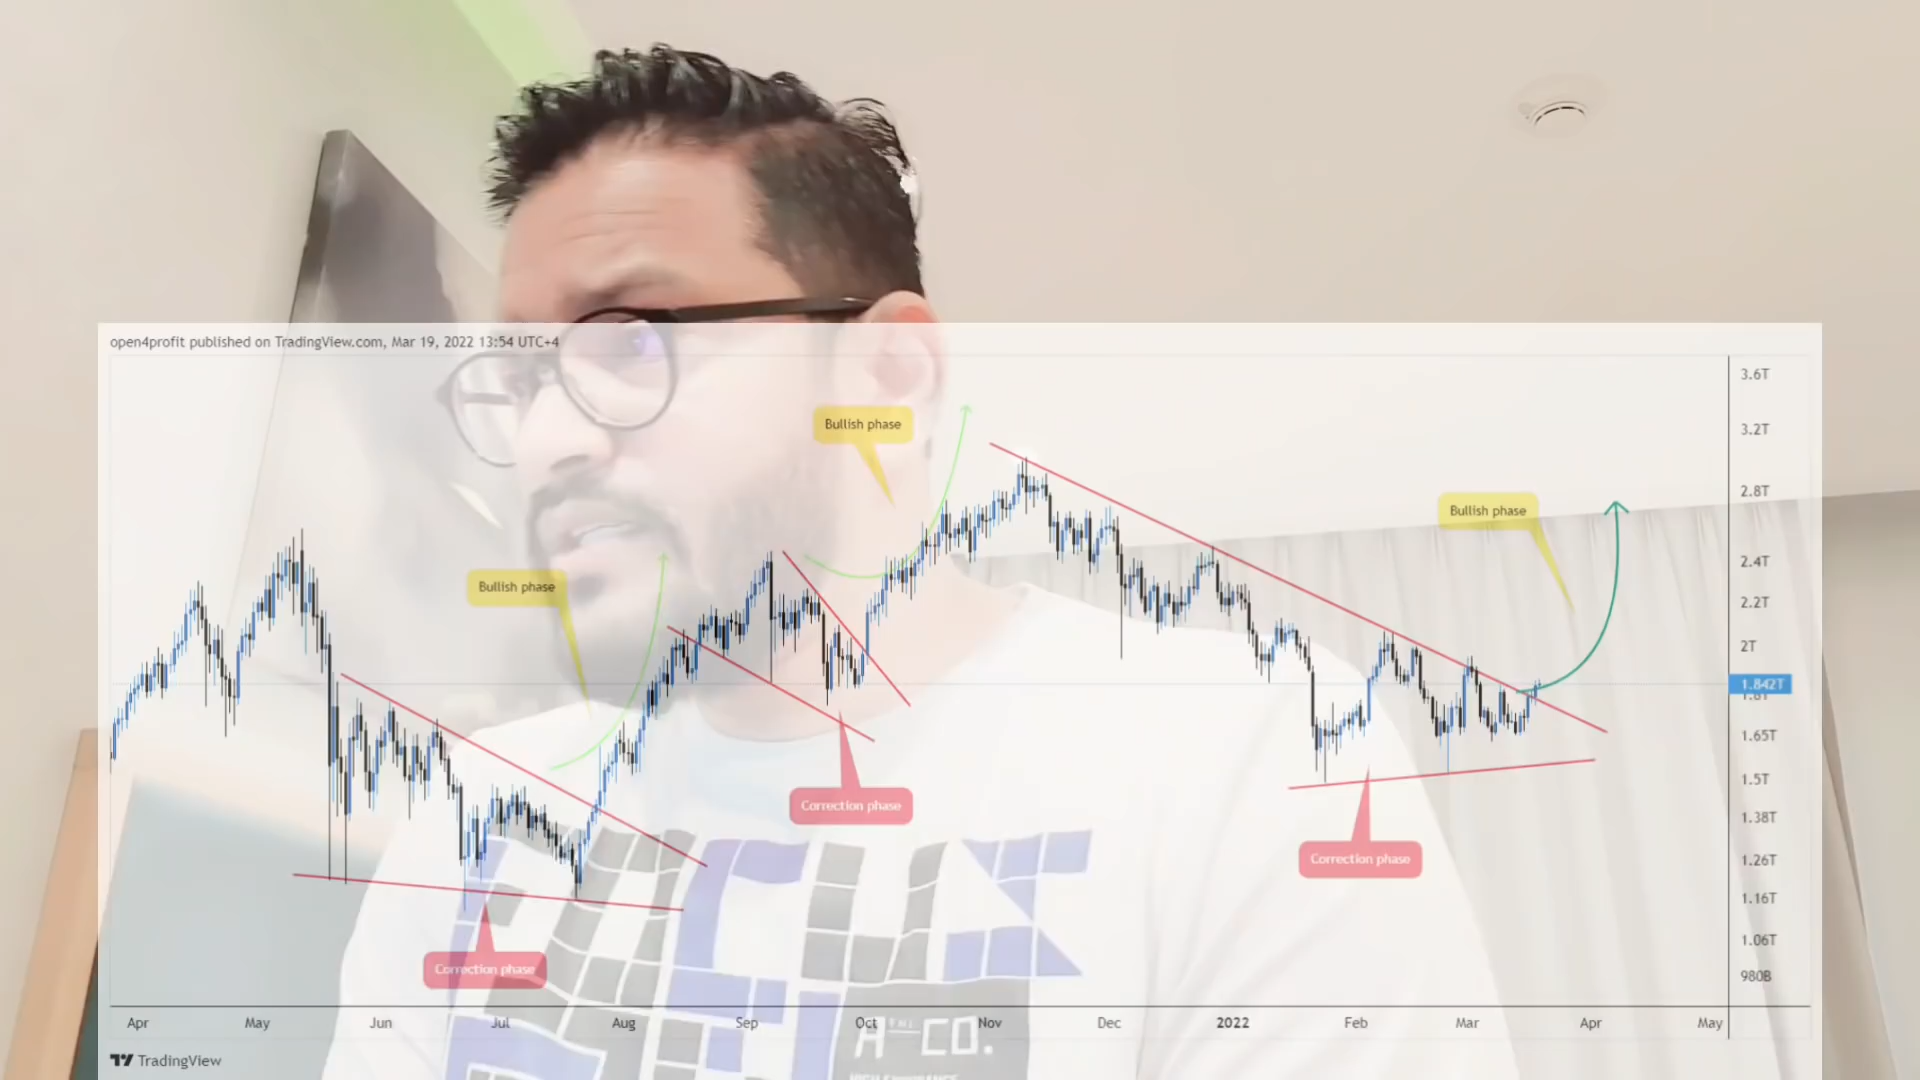 open4profit published on TradingView.com, Mar 19, 2022 13:54 UTC+4
3.6T
Bullish phase
3.2T
2.8T
Bullish phase
2.4T
Bullish phase
2.2T
2T
1.842T
1.65T
1.5T
Correction phase
1.38T
Correction phase
1.26T
1.16T
1.06T
Correction phase
980B
Apr May Jun Jul Aug Sep Oct Nov Dec 2022 Feb Mar Apr May
THE
A CO.
TradingView